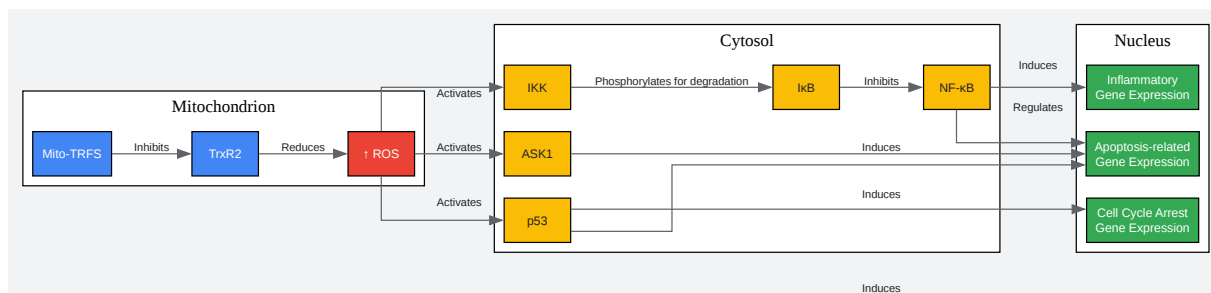 Cytosol
Nucleus
Mitochondrion
Induces
IKK
Phosphorylates for degradation
IκB
Inhibits
NF-κB
Inflammatory
Gene Expression
Activates
Regulates
Mito-TRFS
Inhibits
TrxR2
Reduces
↑ ROS
Activates
ASK1
Induces
Apoptosis-related
Gene Expression
Activates
p53
Induces
Cell Cycle Arrest
Gene Expression
Induces